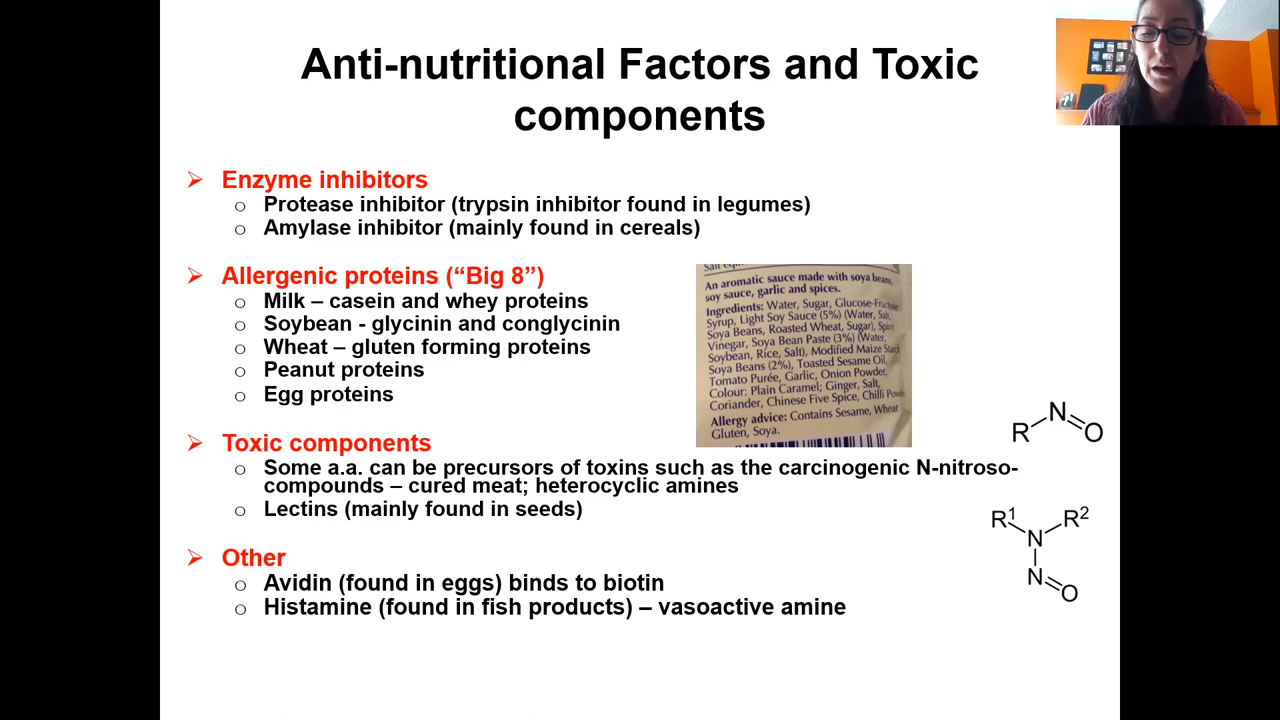 Anti-nutritional Factors and Toxic
components
Enzyme inhibitors
Protease inhibitor (trypsin inhibitor found in legumes)
Amylase inhibitor (mainly found in cereals)
Allergenic proteins (“Big 8”)
Milk – casein and whey proteins
Soybean - glycinin and conglycinin
Wheat – gluten forming proteins
Peanut proteins
Egg proteins
An aromatic sauce made with soya beans,
soy sauce, garlic and spices.
Ingredients: Water, Sugar, Glucose-Fructose
Syrup, Light Soy Sauce (5%) (Water, Salt,
Soya Beans, Roasted Wheat, Sugar), Spirit
Vinegar, Soya Bean Paste (3%) (Water,
Soybean, Rice, Salt), Modified Maize Starch
Soya Beans (2%), Toasted Sesame Oil,
Tomato Purée, Garlic, Onion Powder,
Colour: Plain Caramel; Ginger, Salt,
Coriander, Chinese Five Spice, Chilli
Allergy advice: Contains Sesame, Wheat
Gluten, Soya.
R N O
Toxic components
Some a.a. can be precursors of toxins such as the carcinogenic N-nitroso-
compounds – cured meat; heterocyclic amines
Lectins (mainly found in seeds)
R1 R2
N
N
O
Other
Avidin (found in eggs) binds to biotin
Histamine (found in fish products) – vasoactive amine